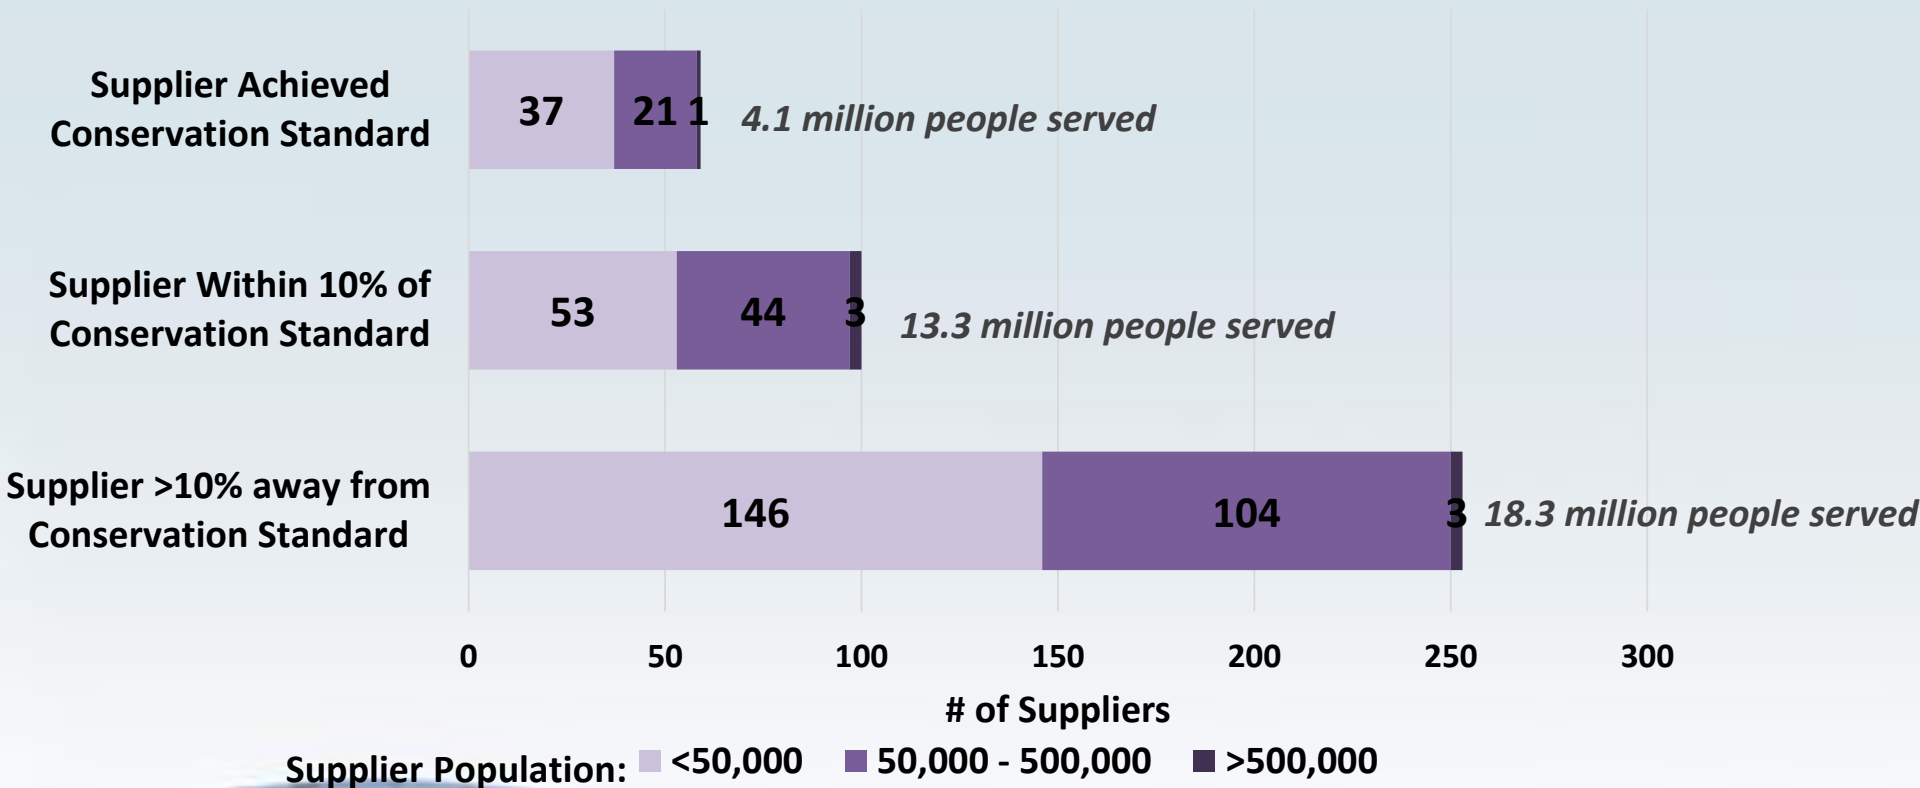 Supplier Achieved
Conservation Standard
37 21 1 4.1 million people served
Supplier Within 10% of
Conservation Standard
53 44 3 13.3 million people served
Supplier >10% away from
Conservation Standard
146 104 3 18.3 million people served
0 50 100 150 200 250 300
# of Suppliers
Supplier Population: <50,000 50,000 - 500,000 >500,000